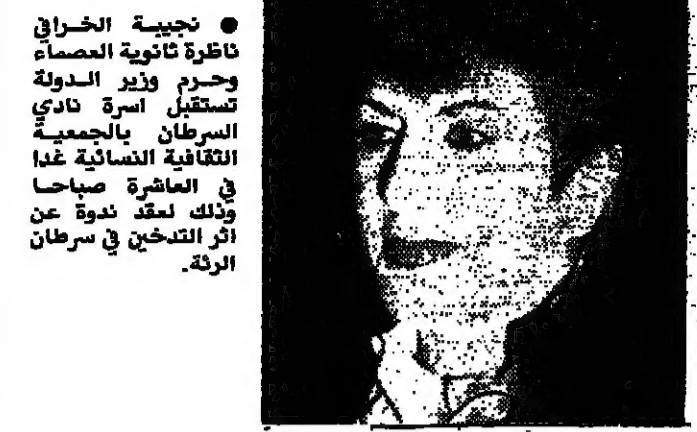 ● نجيبة الخرافي
ناظرة ثانوية العصماء
وحرم وزير الدولة
تستقبل اسرة نادي
السرطان بالجمعية
الثقافية النسائية غدا
في العاشرة صباحا
وذلك لعقد ندوة عن
اثر التدخين في سرطان
الرئة.